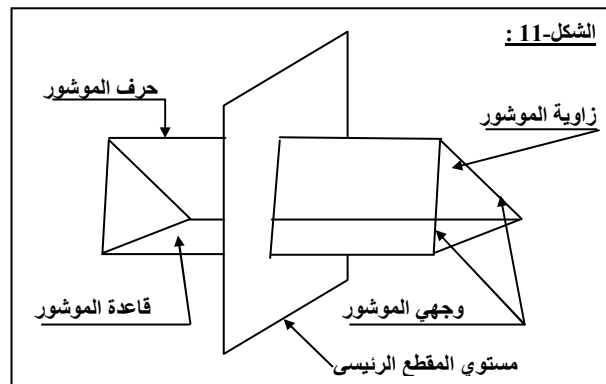 الشكل-11 :
حرف الموشور
زاوية الموشور
قاعدة الموشور
وجهي الموشور
مستوي المقطع الرئيسي